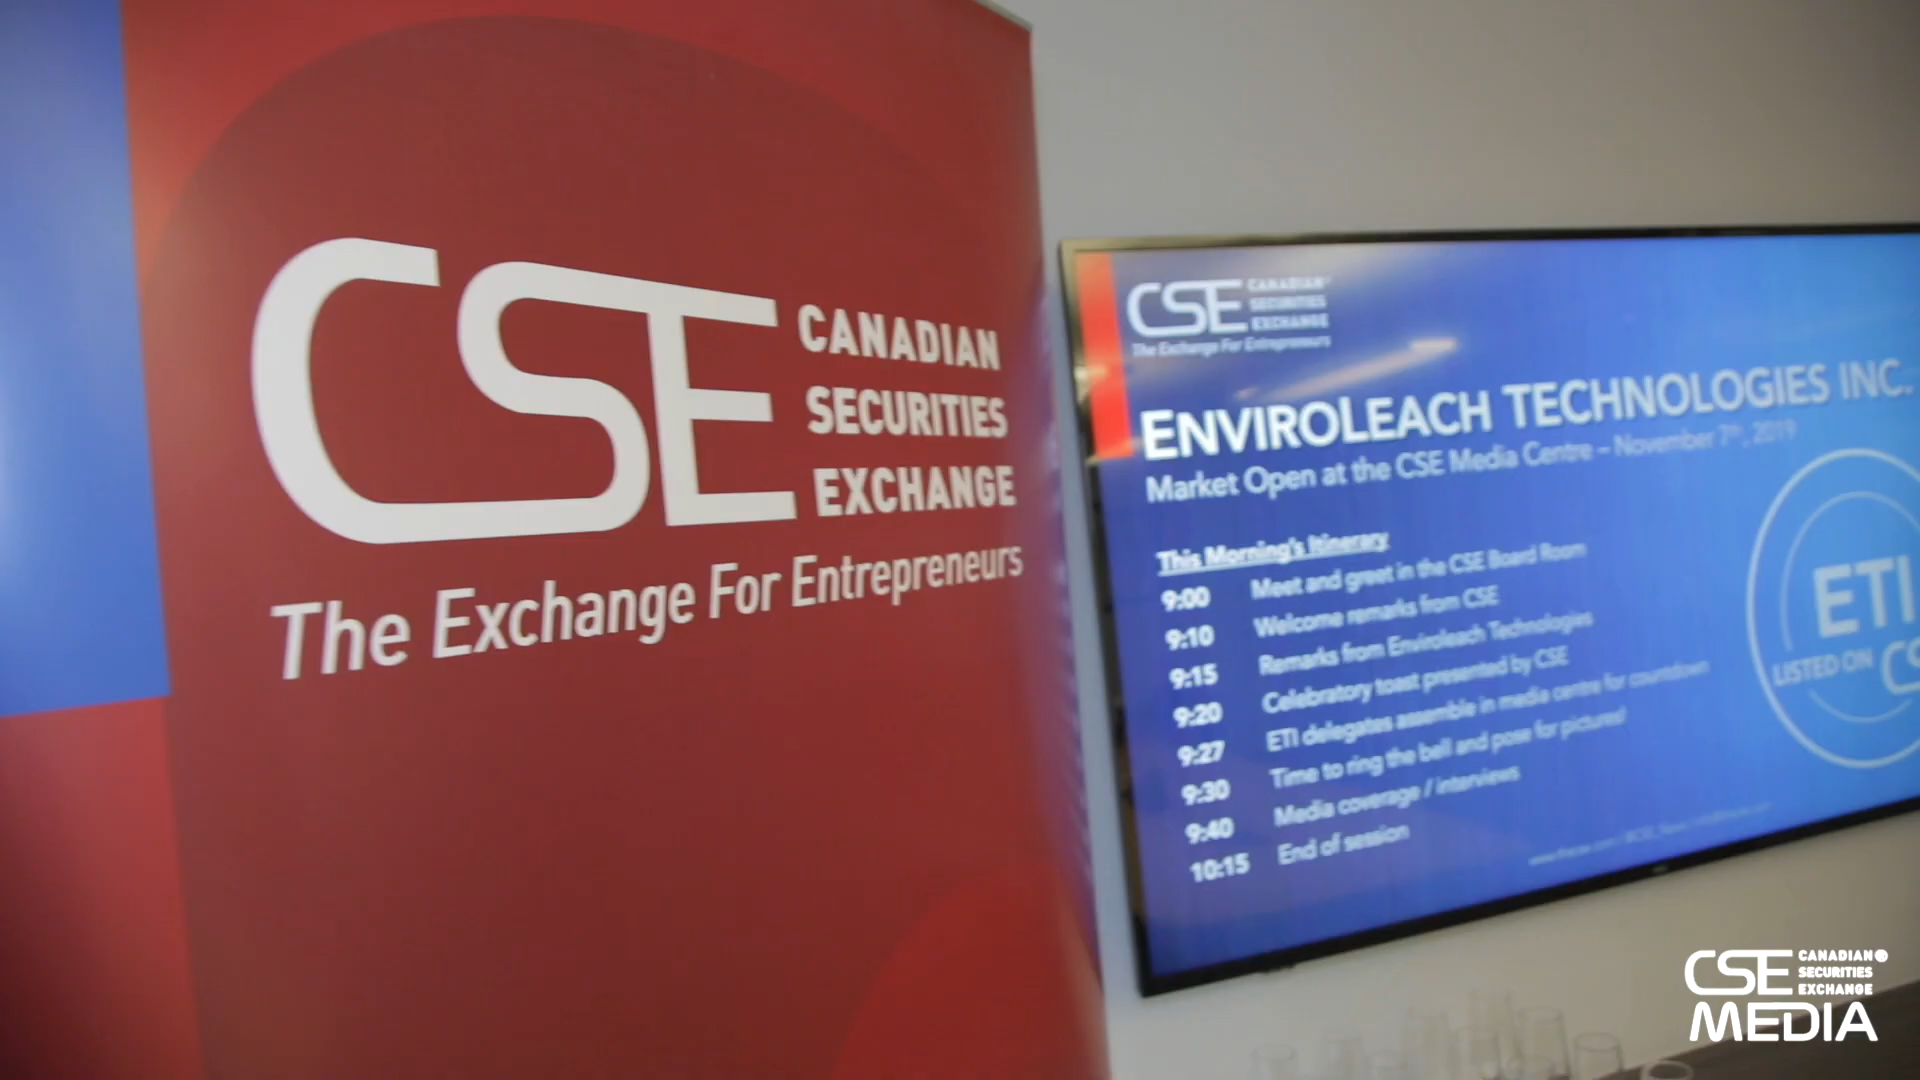 CSE CANADIAN
SECURITIES
EXCHANGE
The Exchange For Entrepreneurs
CSE CANADIAN
SECURITIES
EXCHANGE
The Exchange For Entrepreneurs
ENVIROLEACH TECHNOLOGIES INC.
Market Open at the CSE Media Centre – November 7th, 2019
This Morning's Itinerary
9:00 Meet and greet in the CSE Board Room
9:10 Welcome remarks from CSE
9:15 Remarks from Enviroleach Technologies
9:20 Celebratory toast presented by CSE
9:27 ETI delegates assemble in media centre for countdown
9:30 Time to ring the bell and pose for pictures!
9:40 Media coverage / interviews
10:15 End of session
ETI
LISTED ON CS
CSE CANADIAN
SECURITIES
EXCHANGE
MEDIA